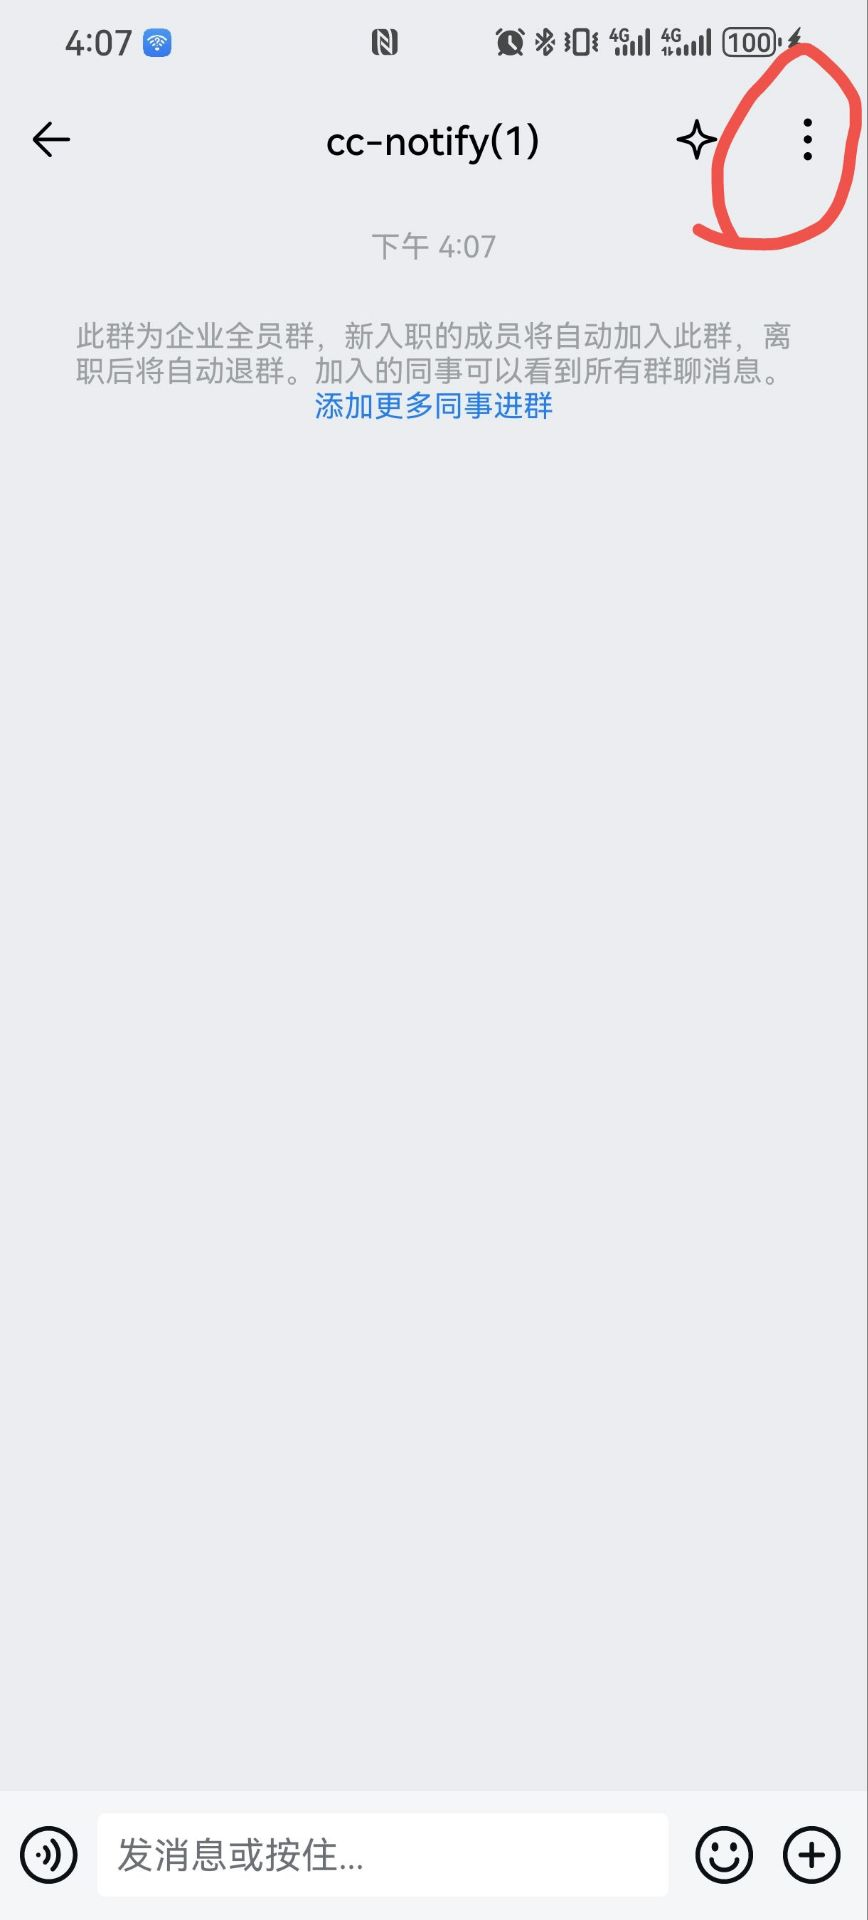 4:07
4G 4G 100
cc-notify(1)
下午 4:07
此群为企业全员群，新入职的成员将自动加入此群，离
职后将自动退群。加入的同事可以看到所有群聊消息。
添加更多同事进群
发消息或按住...